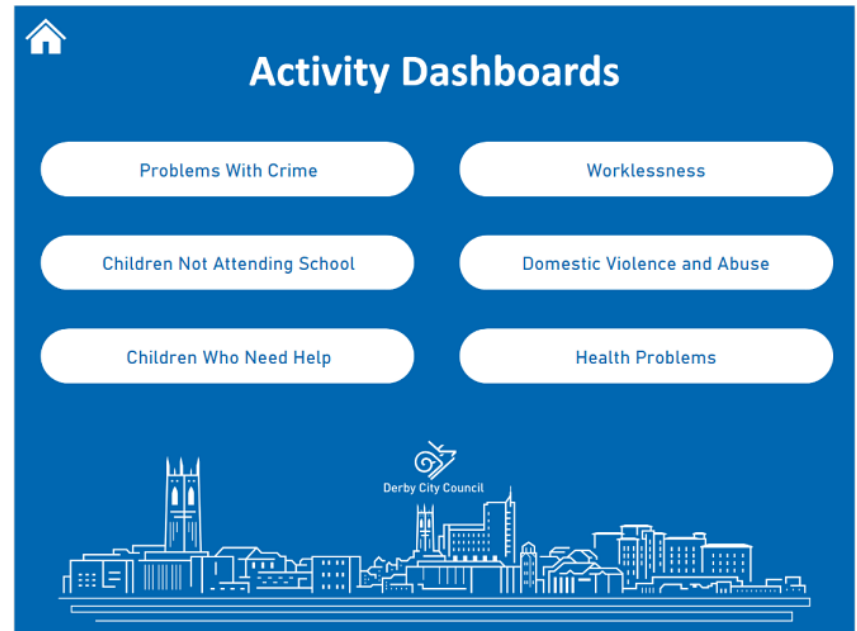 Activity Dashboards
Problems With Crime
Worklessness
Children Not Attending School
Domestic Violence and Abuse
Children Who Need Help
Health Problems
Derby City Council